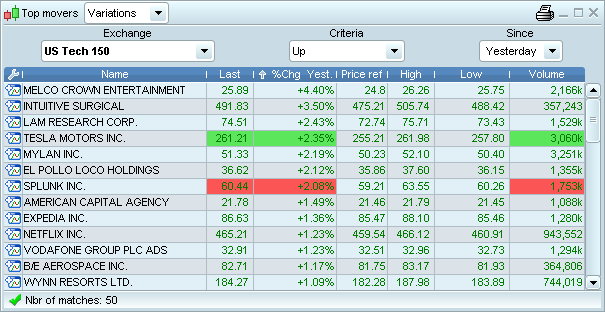 Top movers Variations
Exchange Criteria Since
US Tech 150 Up Yesterday
Name Last %Chg Yest. Price ref High Low Volume
MELCO CROWN ENTERTAINMENT 25.89 +4.40% 24.8 26.26 25.75 2,166k
INTUITIVE SURGICAL 491.83 +3.50% 475.21 505.74 488.42 357,243
LAM RESEARCH CORP. 74.51 +2.43% 72.74 75.71 73.43 1,529k
TESLA MOTORS INC. 261.21 +2.35% 255.21 261.98 257.80 3,060k
MYLAN INC. 51.33 +2.19% 50.23 52.10 50.40 3,251k
EL POLLO LOCO HOLDINGS 36.62 +2.12% 35.86 37.60 36.15 1,355k
SPLUNK INC. 60.44 +2.08% 59.21 63.55 60.26 1,753k
AMERICAN CAPITAL AGENCY 21.78 +1.49% 21.46 21.79 21.45 1,088k
EXPEDIA INC. 86.63 +1.36% 85.47 88.10 85.46 1,280k
NETFLIX INC. 465.21 +1.23% 459.54 466.12 460.91 943,552
VODAFONE GROUP PLC ADS 32.91 +1.23% 32.51 32.96 32.73 1,294k
B/E AEROSPACE INC. 82.71 +1.17% 81.75 83.17 81.93 364,806
WYNN RESORTS LTD. 184.27 +1.09% 182.28 187.98 183.89 744,019
Nbr of matches: 50